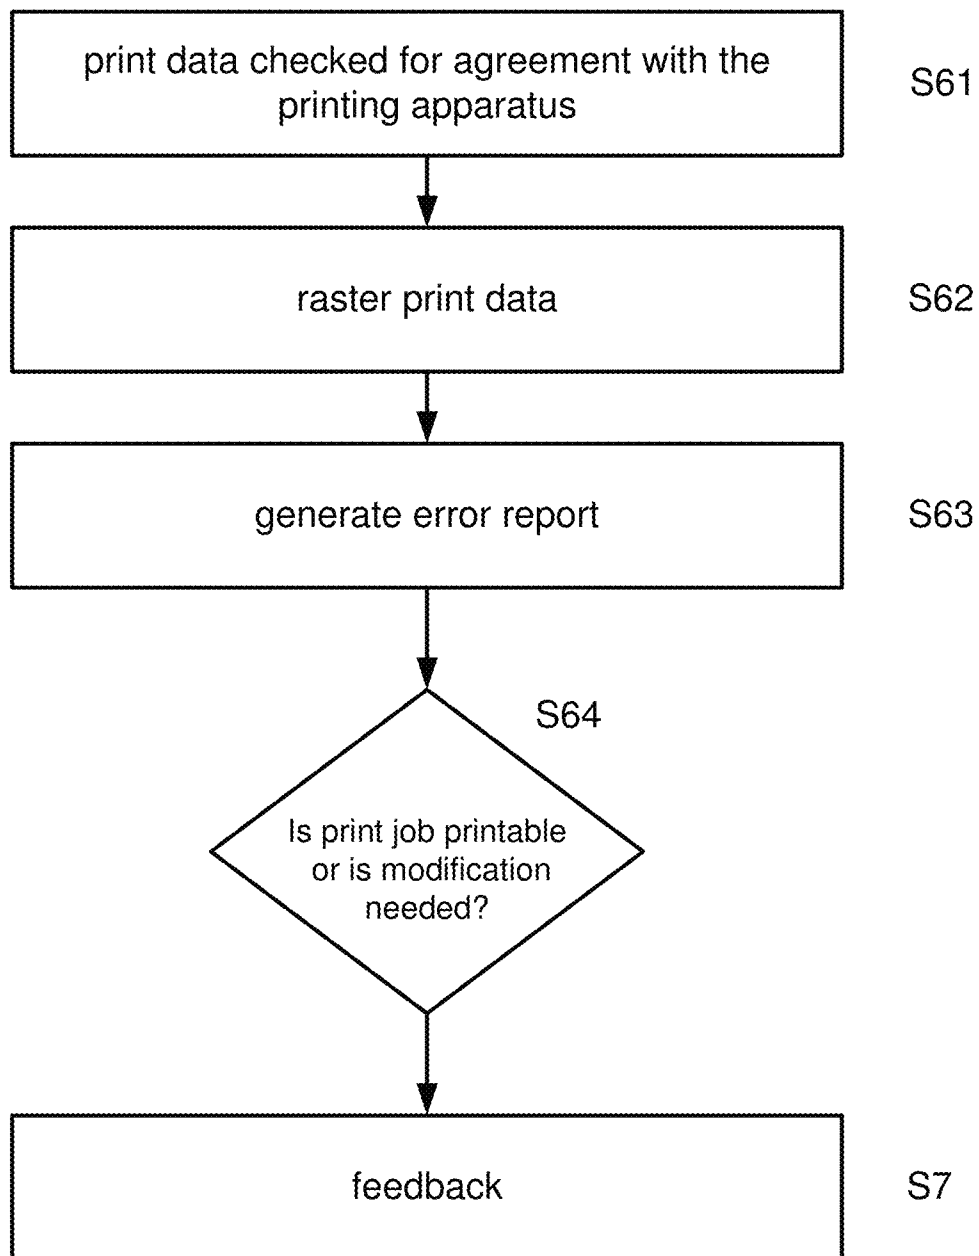 print data checked for agreement with the
printing apparatus
S61
raster print data
S62
generate error report
S63
S64
Is print job printable
or is modification
needed?
feedback
S7